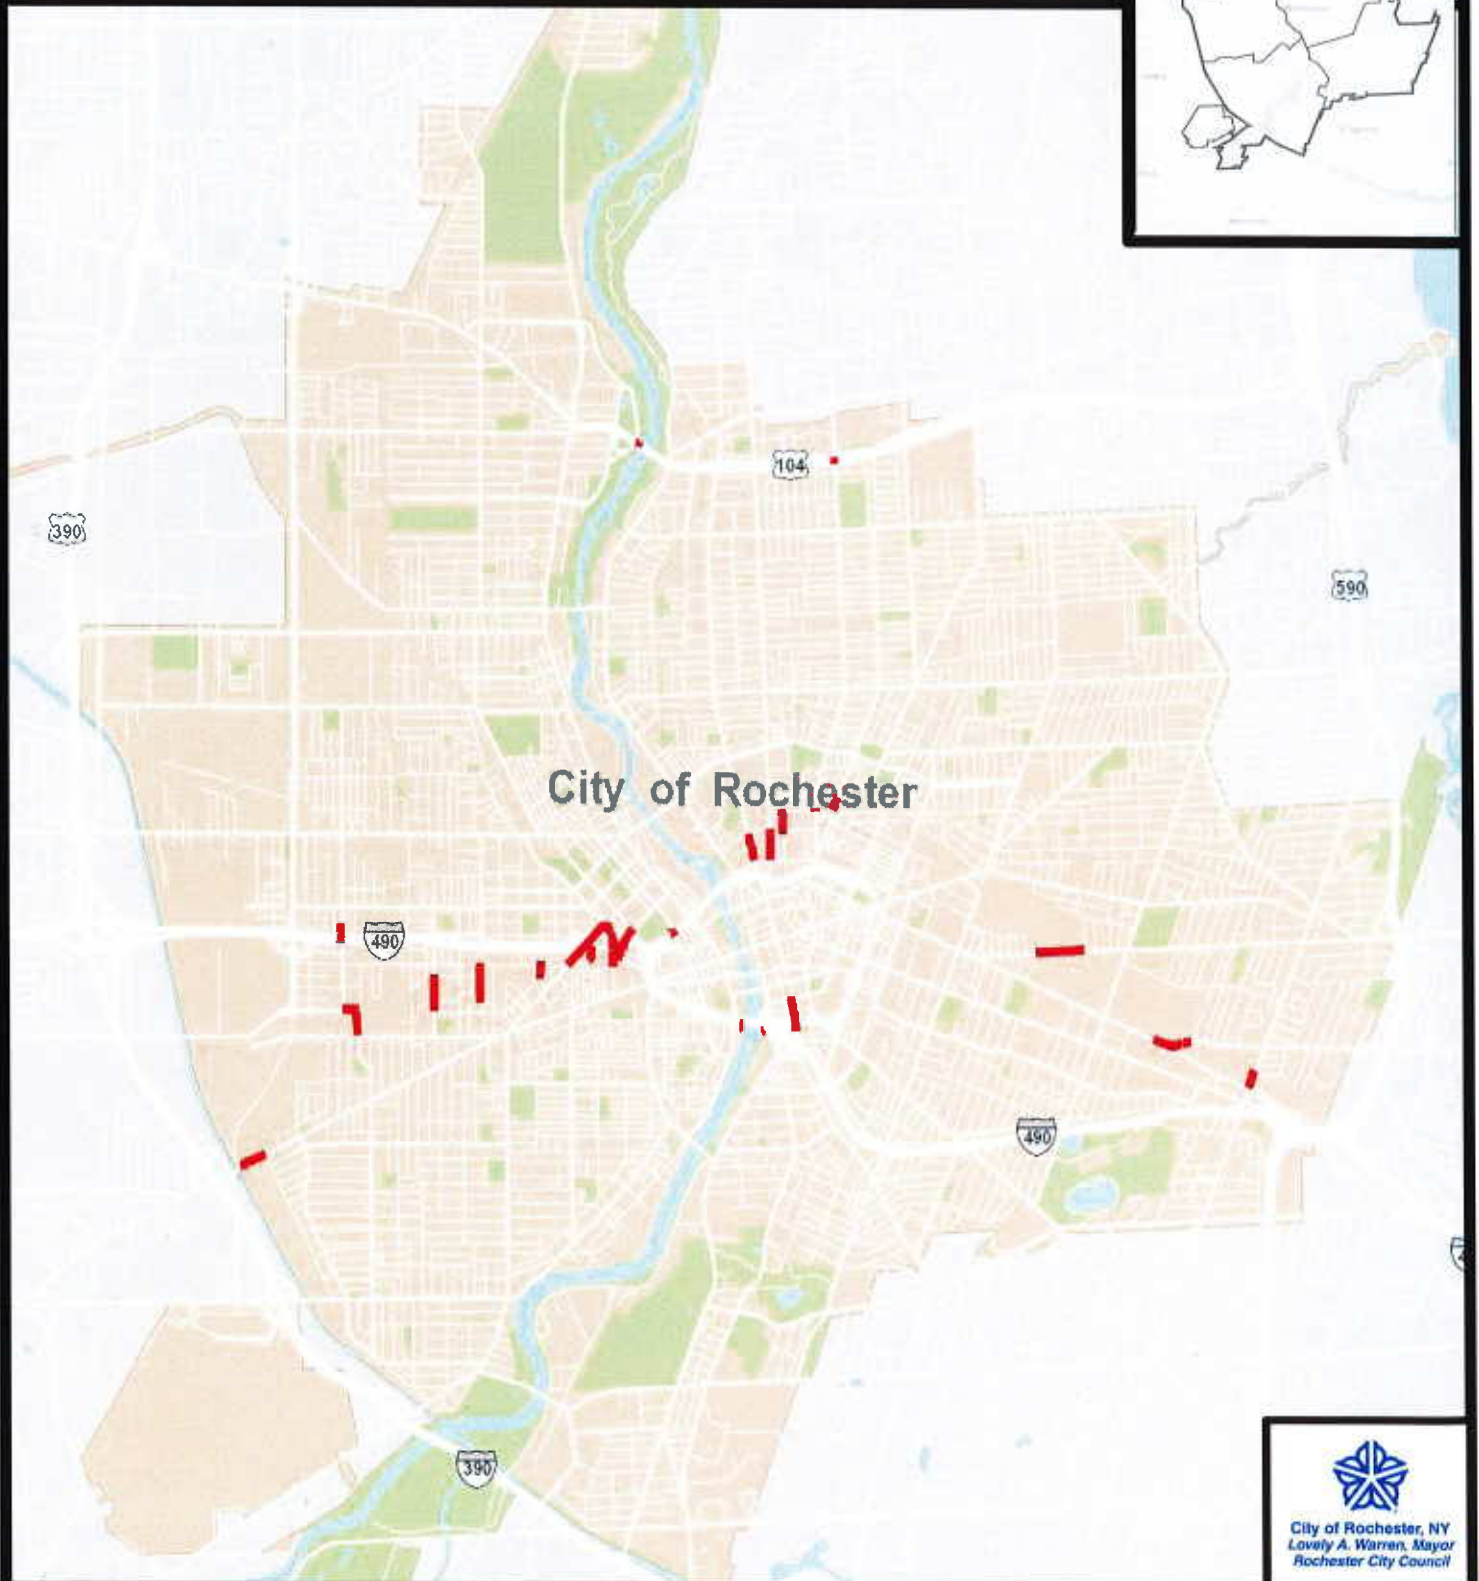 104
390
590
City of Rochester
490
490
390
City of Rochester, NY
Lovely A. Warren, Mayor
Rochester City Council